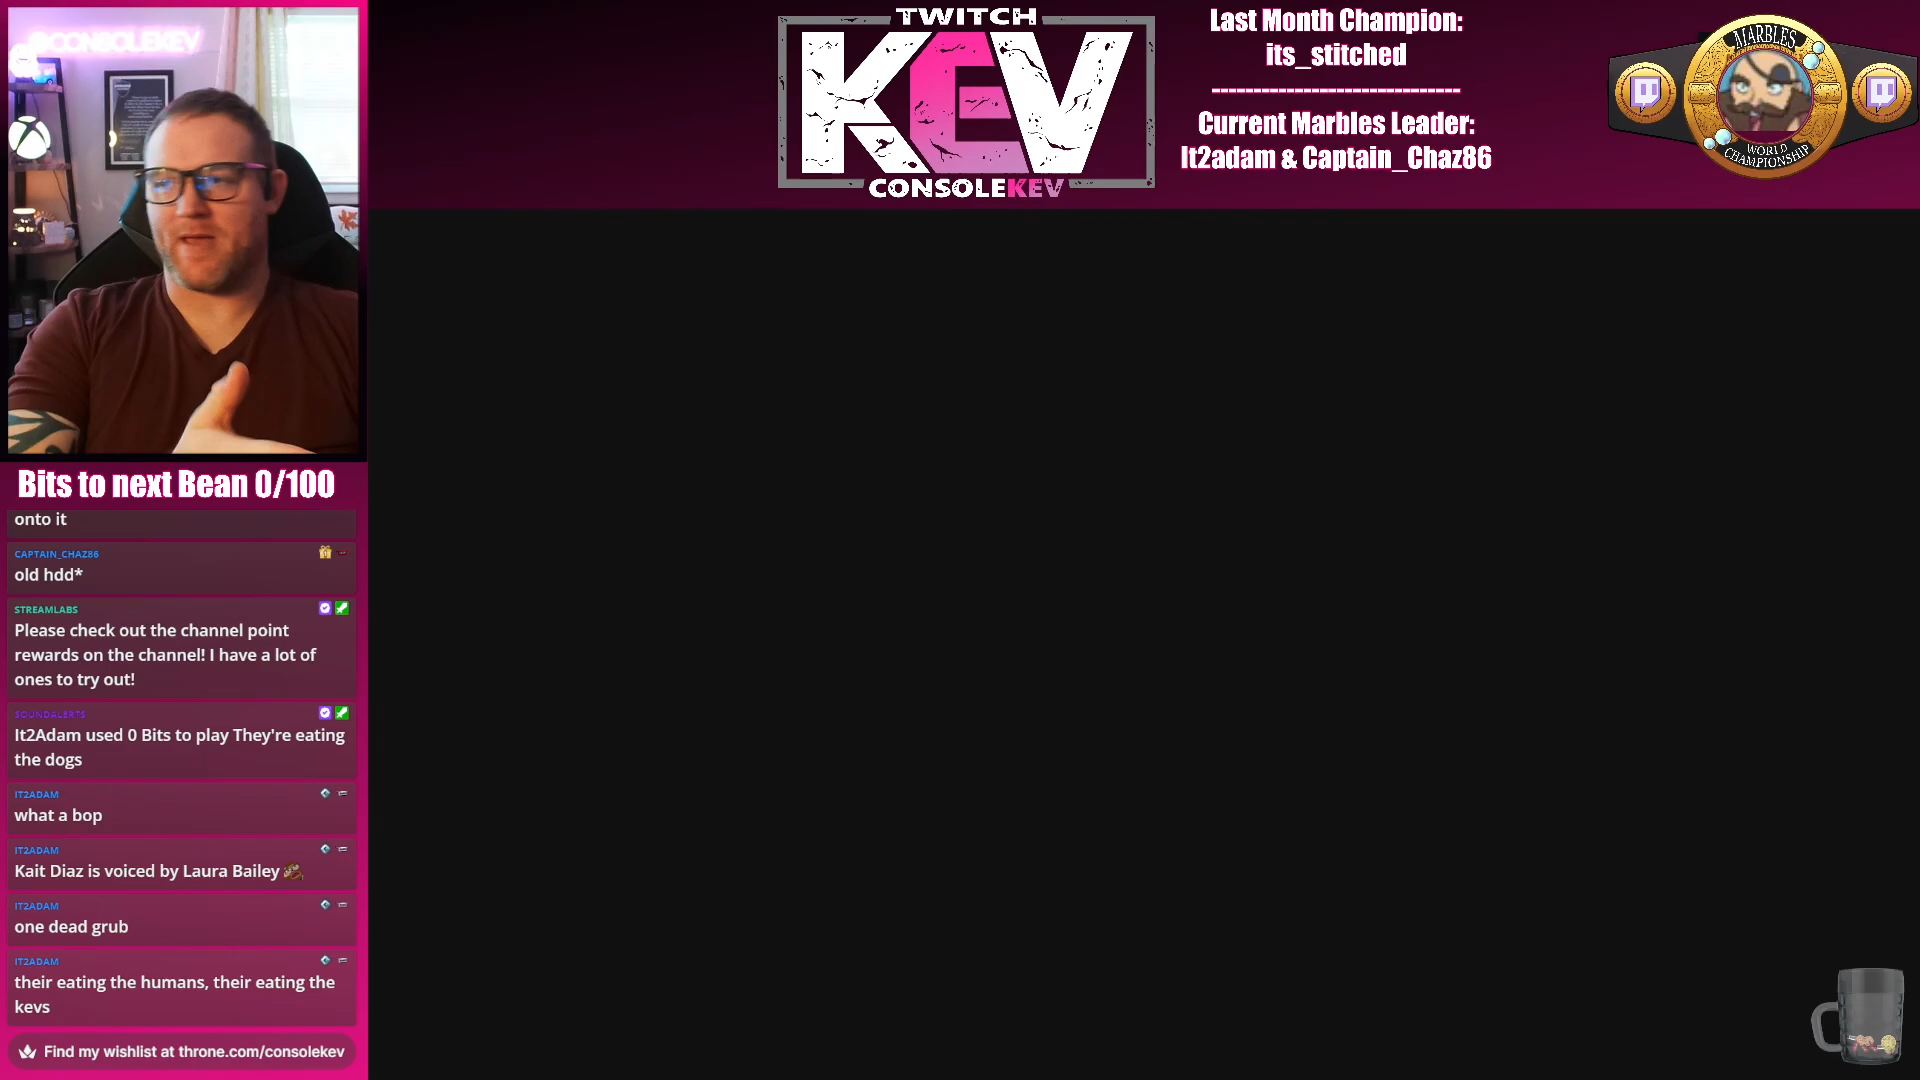 @CONSOLEKEV
TWITCH
KEV
CONSOLEKEV
Last Month Champion:
its_stitched
------------------------------
Current Marbles Leader:
It2adam & Captain_Chaz86
MARBLES
WORLD
CHAMPIONSHIP
Bits to next Bean 0/100
onto it
CAPTAIN_CHAZ86
old hdd*
STREAMLABS
Please check out the channel point
rewards on the channel! I have a lot of
ones to try out!
SOUNDALERTS
It2Adam used 0 Bits to play They're eating
the dogs
IT2ADAM
what a bop
IT2ADAM
Kait Diaz is voiced by Laura Bailey
IT2ADAM
one dead grub
IT2ADAM
their eating the humans, their eating the
kevs
Find my wishlist at throne.com/consolekev